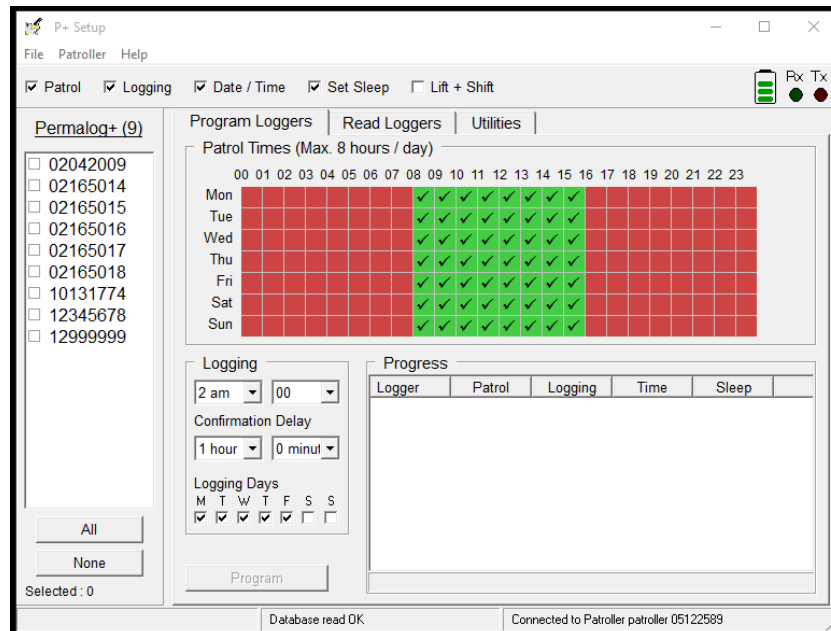 P+ Setup
File Patroller Help
Patrol Logging Date / Time Set Sleep Lift + Shift
Rx Tx
Permalog+ (9)
02042009
02165014
02165015
02165016
02165017
02165018
10131774
12345678
12999999
All
None
Selected : 0
Program Loggers Read Loggers Utilities
Patrol Times (Max. 8 hours / day)
00 01 02 03 04 05 06 07 08 09 10 11 12 13 14 15 16 17 18 19 20 21 22 23
Mon
Tue
Wed
Thu
Fri
Sat
Sun
Logging
2 am 00
Confirmation Delay
1 hour 0 minut
Logging Days
M T W T F S S
Program
Progress
Logger Patrol Logging Time Sleep
Database read OK Connected to Patroller patroller 05122589